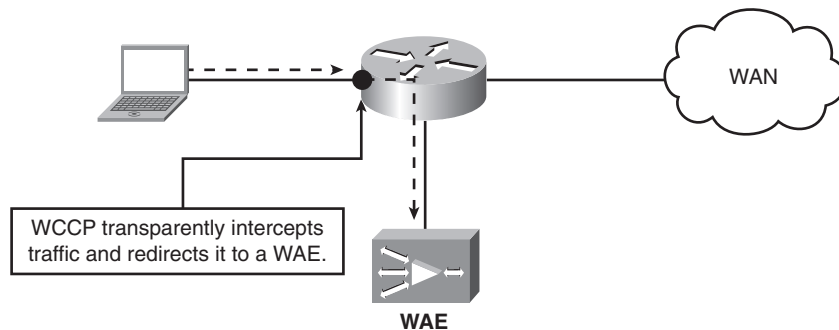 WAN
WCCP transparently intercepts
traffic and redirects it to a WAE.
WAE